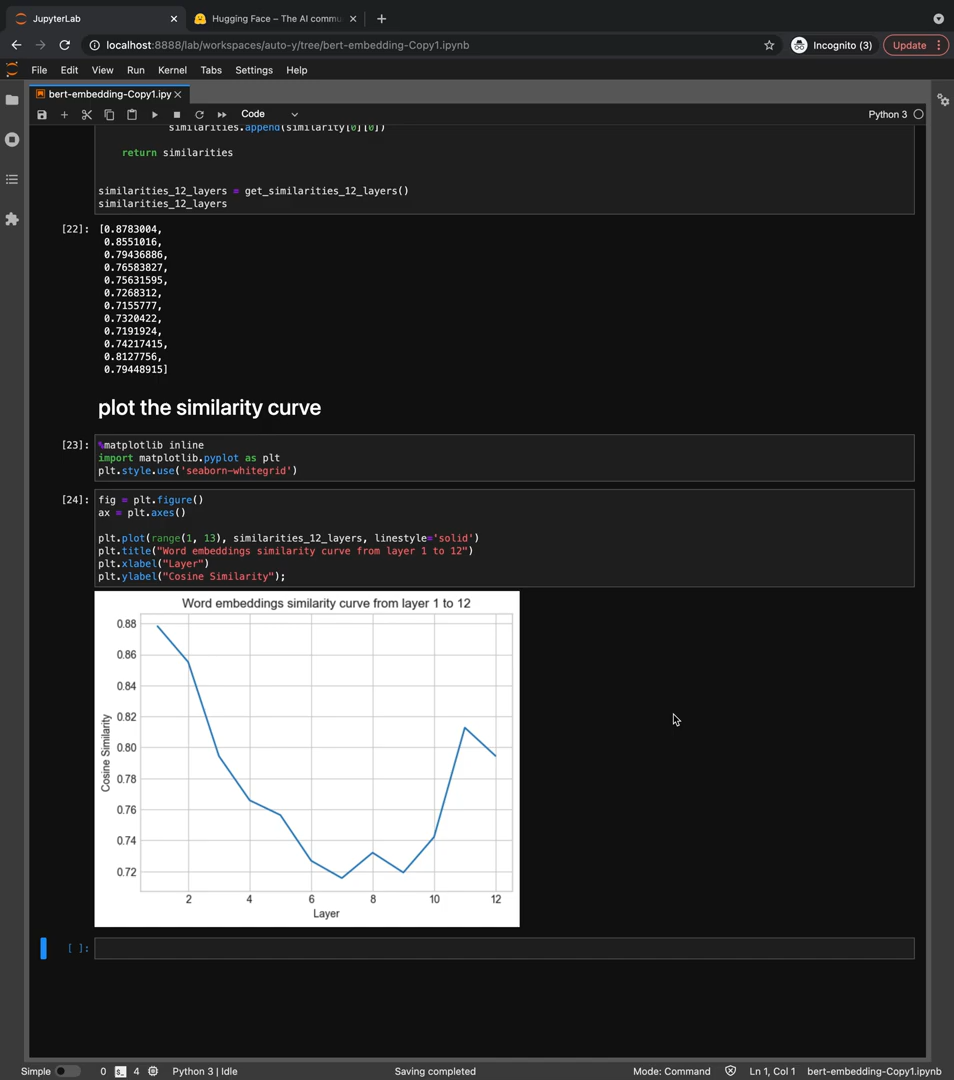 JupyterLab
Hugging Face – The AI commu
localhost:8888/lab/workspaces/auto-y/tree/bert-embedding-Copy1.ipynb
Incognito (3)
Update
File Edit View Run Kernel Tabs Settings Help
bert-embedding-Copy1.ipy
Code
Python 3
similarities.append(similarity[0][0])
return similarities
similarities_12_layers = get_similarities_12_layers()
similarities_12_layers
[22]: [0.8783004,
0.8551016,
0.79436886,
0.76583827,
0.75631595,
0.7268312,
0.7155777,
0.7320422,
0.7191924,
0.74217415,
0.8127756,
0.79448915]
plot the similarity curve
[23]: %matplotlib inline
import matplotlib.pyplot as plt
plt.style.use('seaborn-whitegrid')
[24]: fig = plt.figure()
ax = plt.axes()
plt.plot(range(1, 13), similarities_12_layers, linestyle='solid')
plt.title("Word embeddings similarity curve from layer 1 to 12")
plt.xlabel("Layer")
plt.ylabel("Cosine Similarity");
Word embeddings similarity curve from layer 1 to 12
0.88
0.86
0.84
0.82
0.80
0.78
0.76
0.74
0.72
Cosine Similarity
2 4 6 8 10 12
Layer
[ ]:
Simple 0 $_ 4 Python 3 | Idle Saving completed Mode: Command Ln 1, Col 1 bert-embedding-Copy1.ipynb